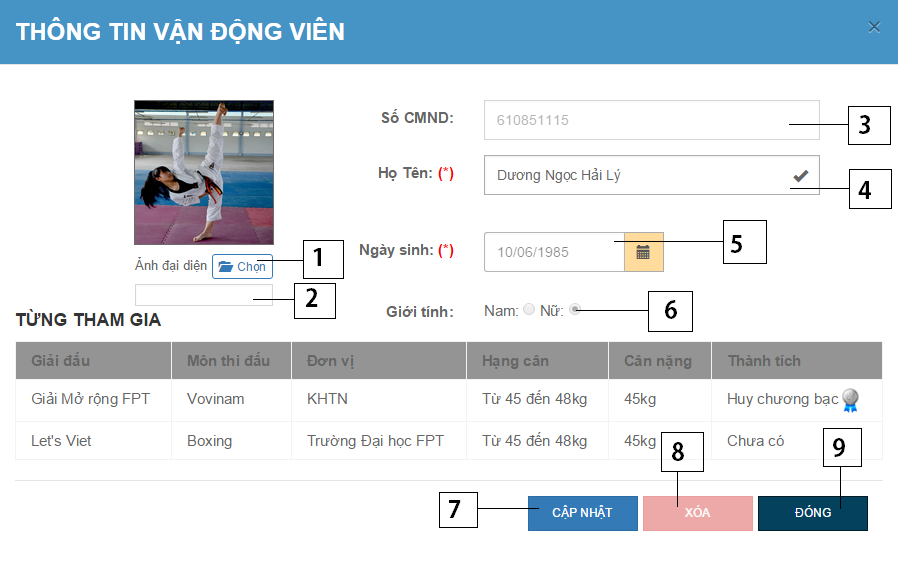 THÔNG TIN VẬN ĐỘNG VIÊN ×
Số CMND: 610851115 3
Họ Tên: (*) Dương Ngọc Hải Lý 4
Ảnh đại diện Chọn 1
2
Ngày sinh: (*) 10/06/1985 5
Giới tính: Nam: Nữ: 6
TỪNG THAM GIA
Giải đấu Môn thi đấu Đơn vị Hạng cân Cân nặng Thành tích
Giải Mở rộng FPT Vovinam KHTN Từ 45 đến 48kg 45kg Huy chương bạc
Let's Viet Boxing Trường Đại học FPT Từ 45 đến 48kg 45kg Chưa có
8 9
7 CẬP NHẬT XÓA ĐÓNG